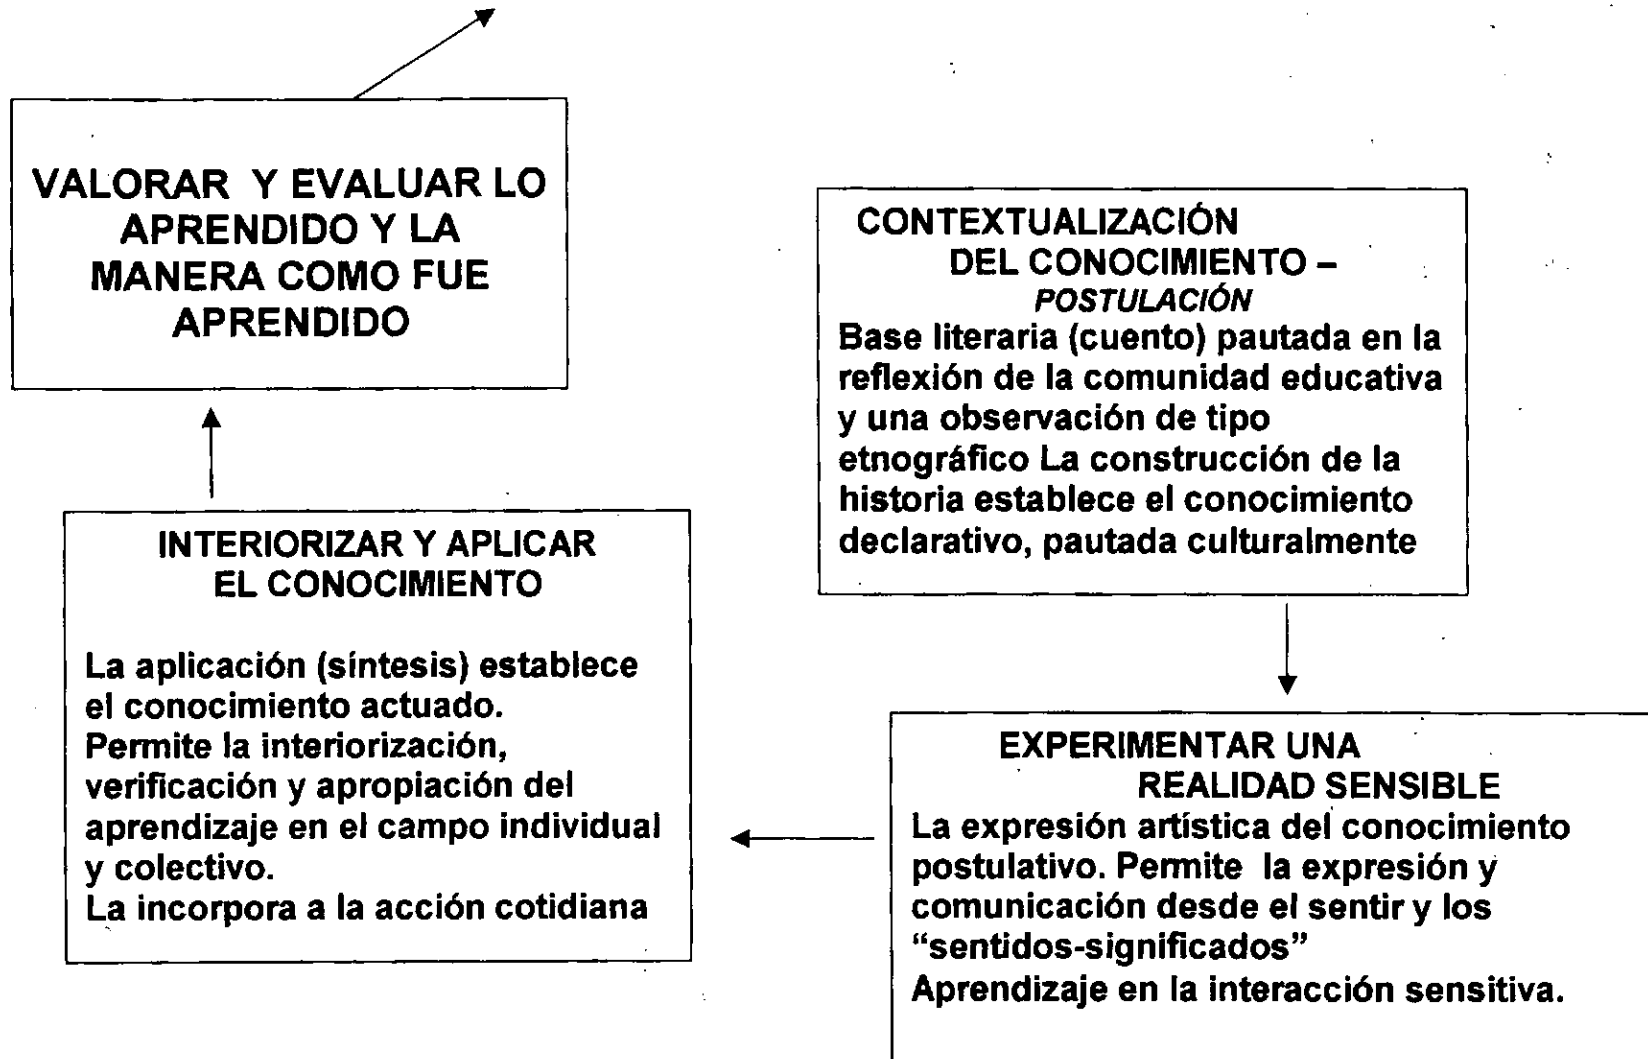 VALORAR Y EVALUAR LO
APRENDIDO Y LA
MANERA COMO FUE
APRENDIDO
CONTEXTUALIZACIÓN
DEL CONOCIMIENTO –
POSTULACIÓN
Base literaria (cuento) pautada en la
reflexión de la comunidad educativa
y una observación de tipo
etnográfico La construcción de la
historia establece el conocimiento
declarativo, pautada culturalmente
EXPERIMENTAR UNA
REALIDAD SENSIBLE
La expresión artística del conocimiento
postulativo. Permite la expresión y
comunicación desde el sentir y los
“sentidos-significados”
Aprendizaje en la interacción sensitiva.
INTERIORIZAR Y APLICAR
EL CONOCIMIENTO
La aplicación (síntesis) establece
el conocimiento actuado.
Permite la interiorización,
verificación y apropiación del
aprendizaje en el campo individual
y colectivo.
La incorpora a la acción cotidiana